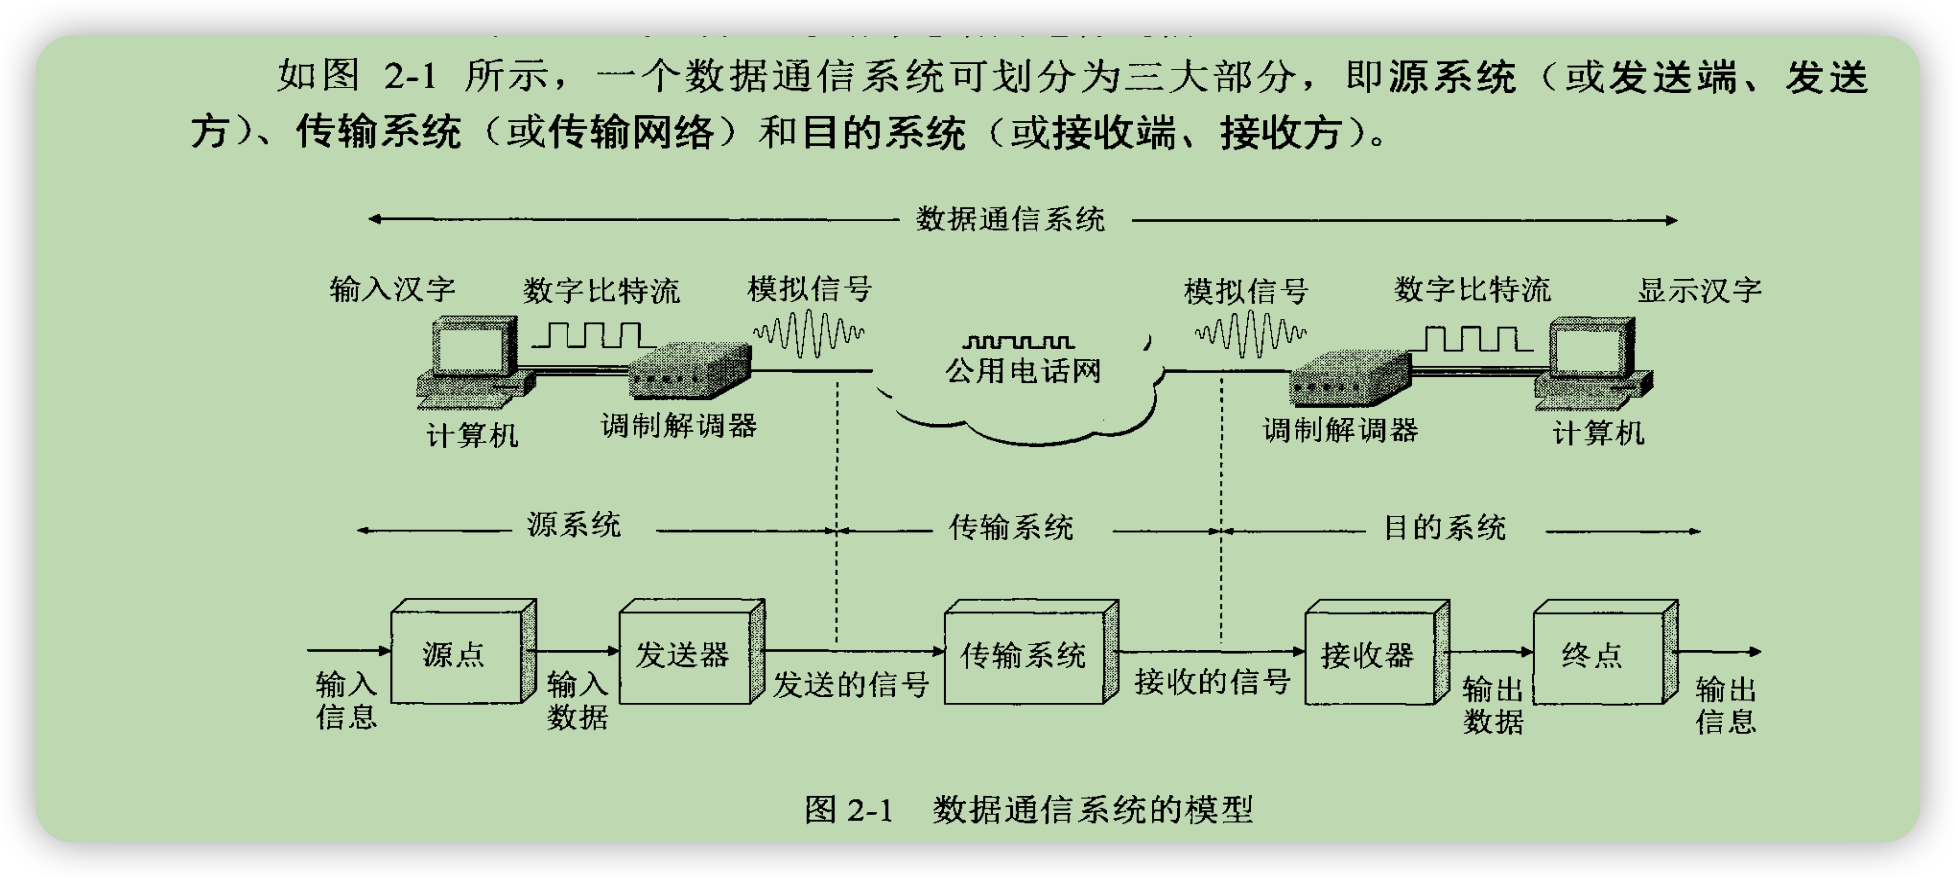 如图 2-1 所示，一个数据通信系统可划分为三大部分，即源系统（或发送端、发送
方）、传输系统（或传输网络）和目的系统（或接收端、接收方）。
数据通信系统
输入汉字 数字比特流 模拟信号 模拟信号 数字比特流 显示汉字
公用电话网
计算机 调制解调器 调制解调器 计算机
源系统 传输系统 目的系统
源点 发送器 传输系统 接收器 终点
输入 输入 发送的信号 接收的信号 输出 输出
信息 数据 数据 信息
图 2-1 数据通信系统的模型